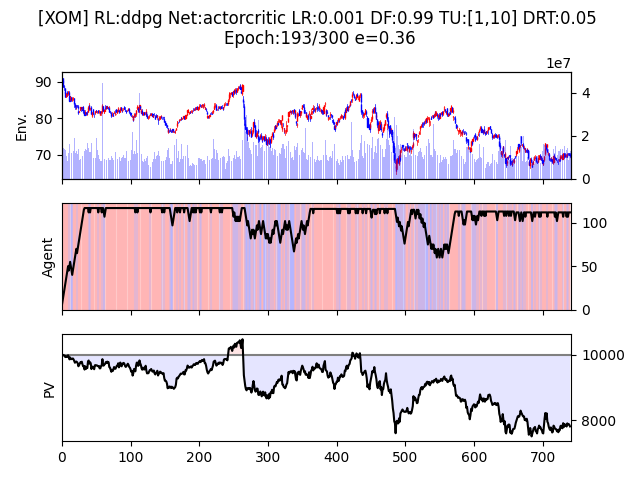 [XOM] RL:ddpg Net:actorcritic LR:0.001 DF:0.99 TU:[1,10] DRT:0.05
Epoch:193/300 e=0.36
1e7
90
80
70
Env.
4
2
0
Agent
100
50
0
PV
10000
8000
0 100 200 300 400 500 600 700